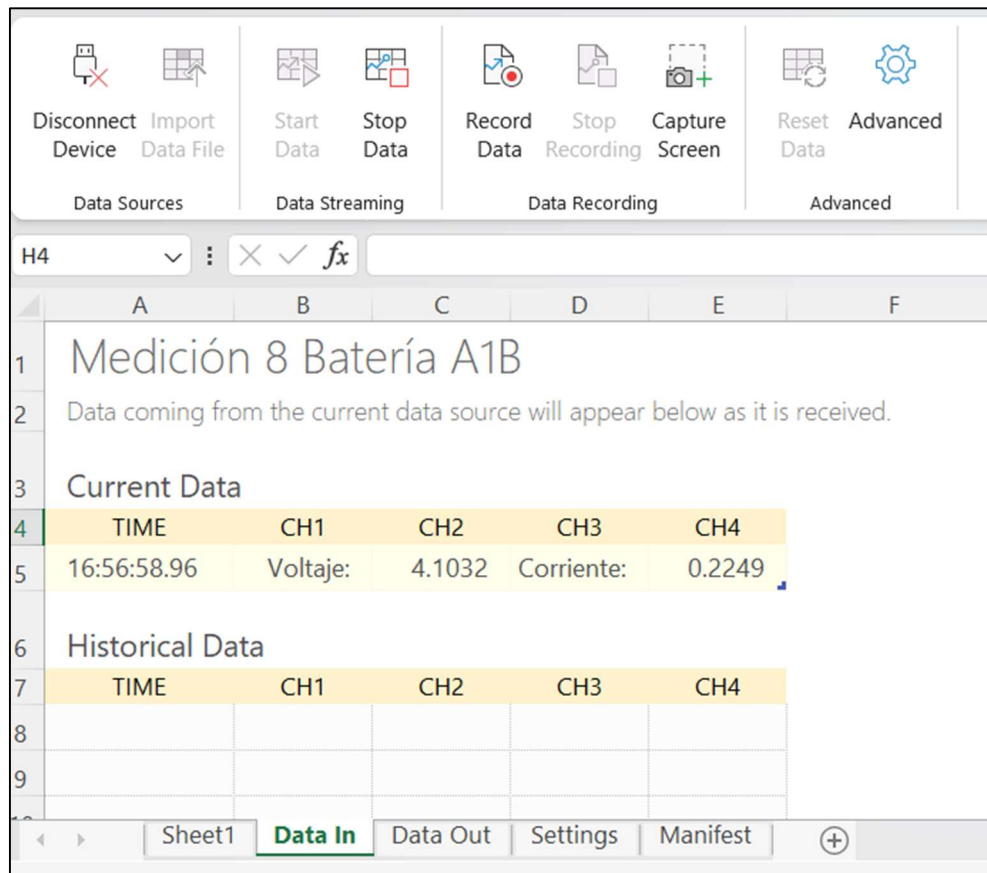 Disconnect Device
Import Data File
Start Data
Stop Data
Record Data
Stop Recording
Capture Screen
Reset Data
Advanced
Data Sources
Data Streaming
Data Recording
Advanced
H4
fx
A B C D E F
1 Medición 8 Batería A1B
2 Data coming from the current data source will appear below as it is received.
3 Current Data
4 TIME CH1 CH2 CH3 CH4
5 16:56:58.96 Voltaje: 4.1032 Corriente: 0.2249
6 Historical Data
7 TIME CH1 CH2 CH3 CH4
8
9
Sheet1 Data In Data Out Settings Manifest